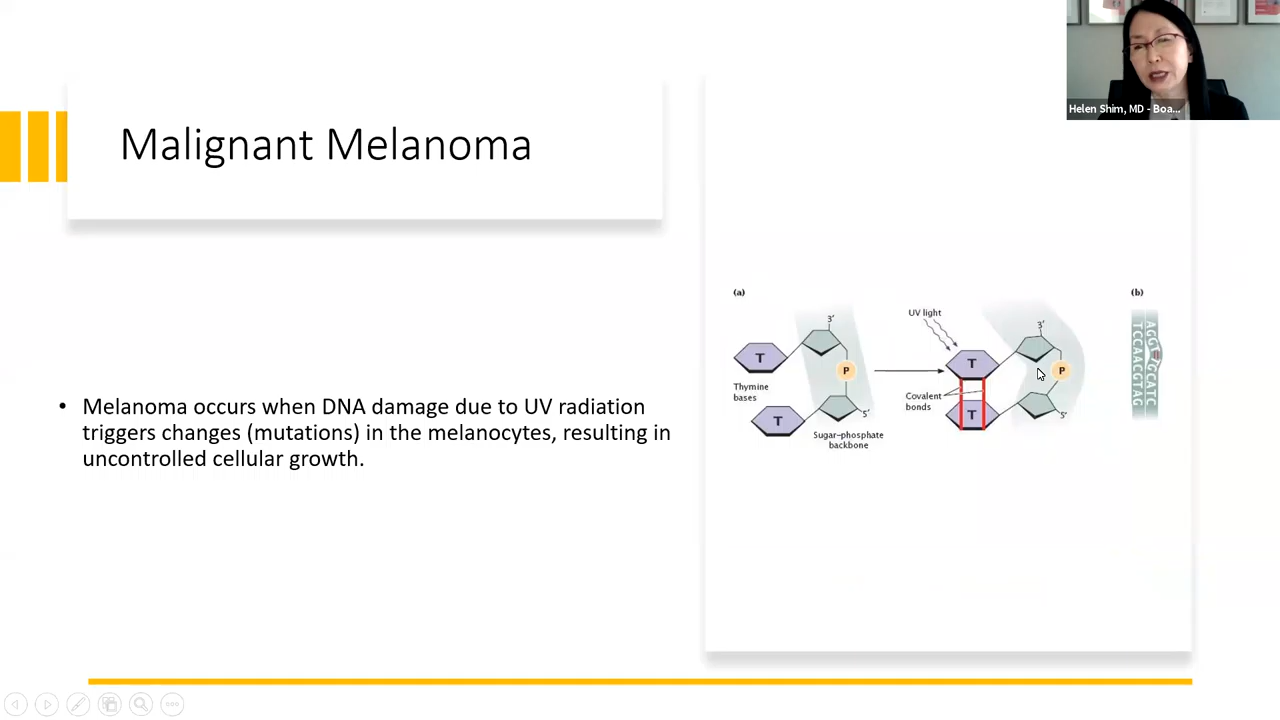 Helen Shim, MD - Boa...
Malignant Melanoma
• Melanoma occurs when DNA damage due to UV radiation
triggers changes (mutations) in the melanocytes, resulting in
uncontrolled cellular growth.
(a)
3'
T
P
Thymine
bases
T
5'
Sugar–phosphate
backbone
UV light
3'
T
P
Covalent
bonds
T
5'
(b)